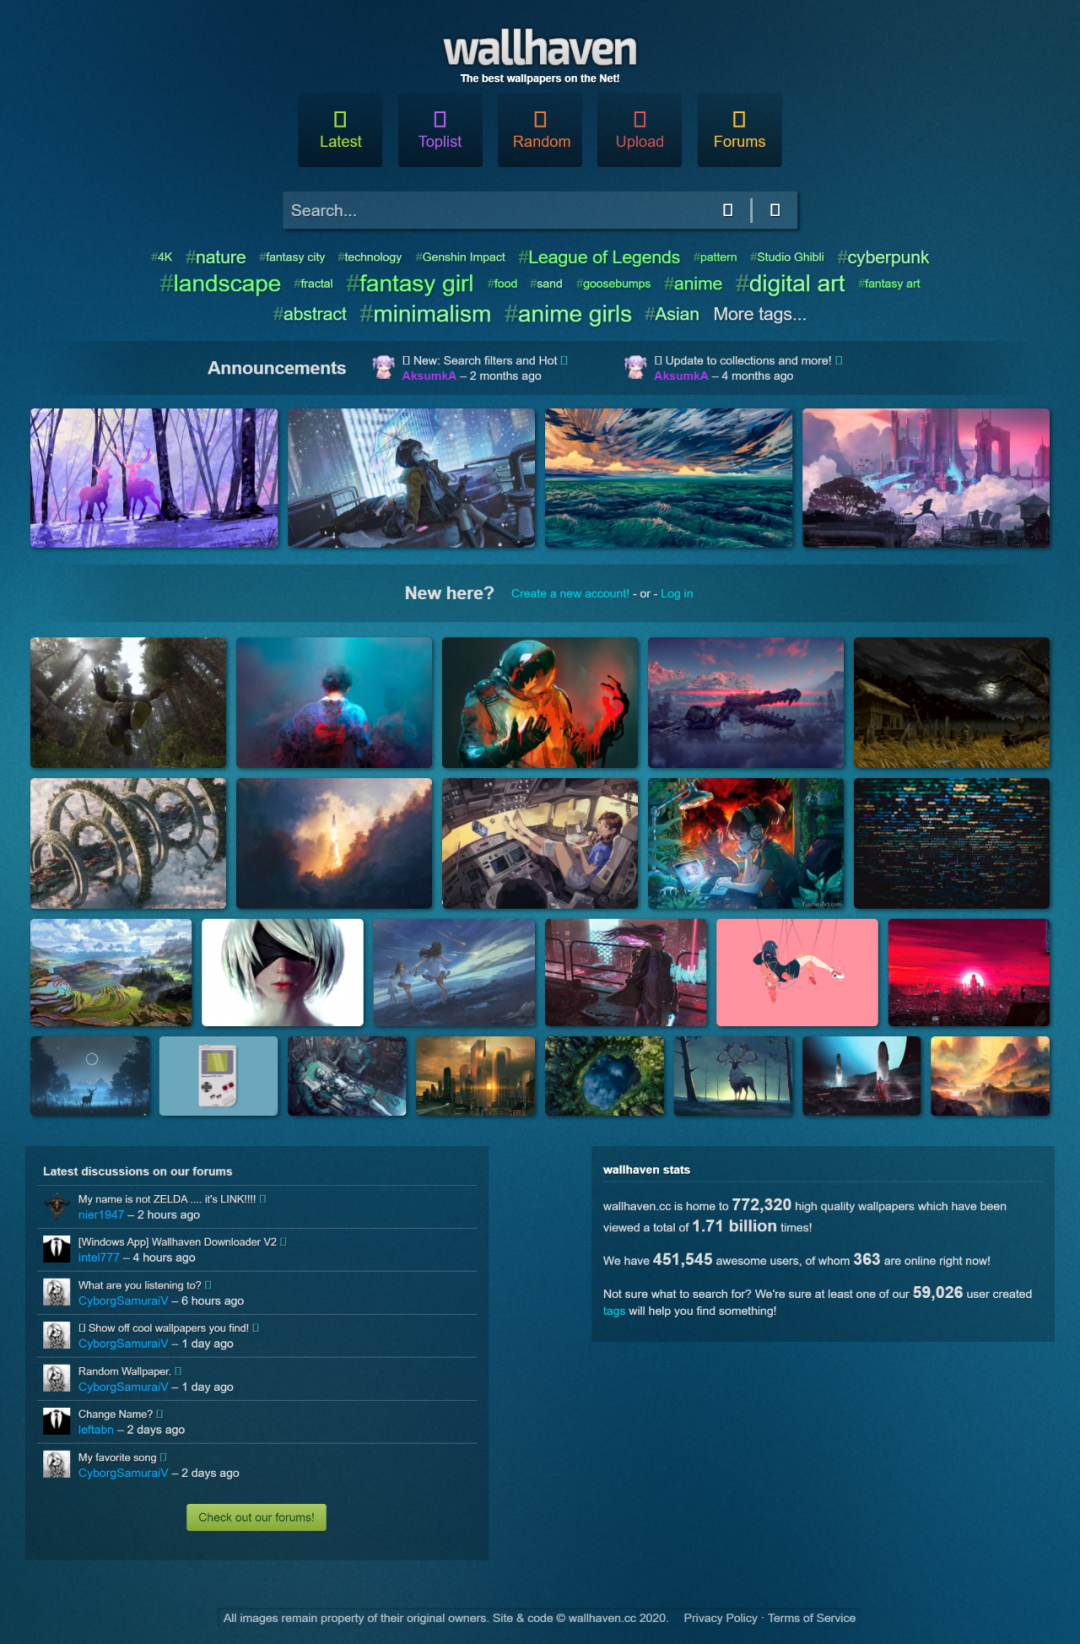 wallhaven
The best wallpapers on the Net!
Latest
Toplist
Random
Upload
Forums
Search...
#4K #nature #fantasy city #technology #Genshin Impact #League of Legends #pattern #Studio Ghibli #cyberpunk
#landscape #fractal #fantasy girl #food #sand #goosebumps #anime #digital art #fantasy art
#abstract #minimalism #anime girls #Asian More tags...
Announcements
New: Search filters and Hot
AksumkA – 2 months ago
Update to collections and more!
AksumkA – 4 months ago
New here? Create a new account! - or - Log in
Latest discussions on our forums
My name is not ZELDA .... it's LINK!!!!
nier1947 – 2 hours ago
[Windows App] Wallhaven Downloader V2
intel777 – 4 hours ago
What are you listening to?
CyborgSamuraiV – 6 hours ago
Show off cool wallpapers you find!
CyborgSamuraiV – 1 day ago
Random Wallpaper.
CyborgSamuraiV – 1 day ago
Change Name?
leftabn – 2 days ago
My favorite song
CyborgSamuraiV – 2 days ago
Check out our forums!
wallhaven stats
wallhaven.cc is home to 772,320 high quality wallpapers which have been
viewed a total of 1.71 billion times!
We have 451,545 awesome users, of whom 363 are online right now!
Not sure what to search for? We're sure at least one of our 59,026 user created
tags will help you find something!
All images remain property of their original owners. Site & code © wallhaven.cc 2020. Privacy Policy · Terms of Service